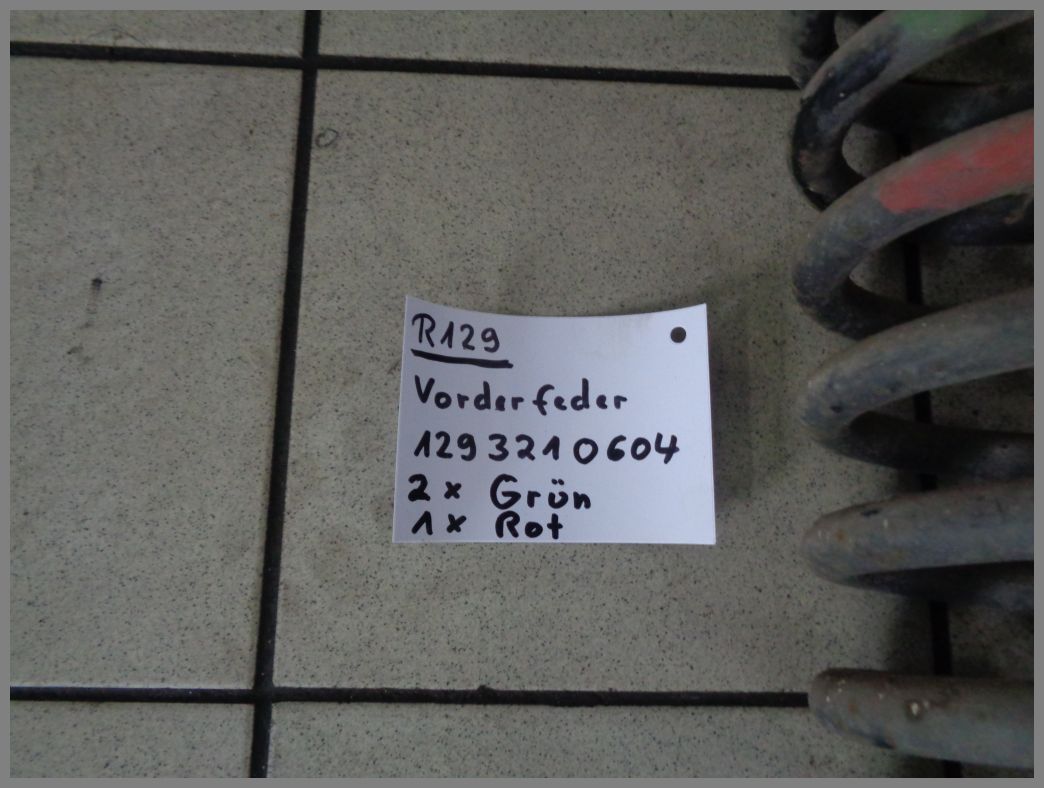 R129
Vorderfeder
1293210604
2x Grün
1x Rot